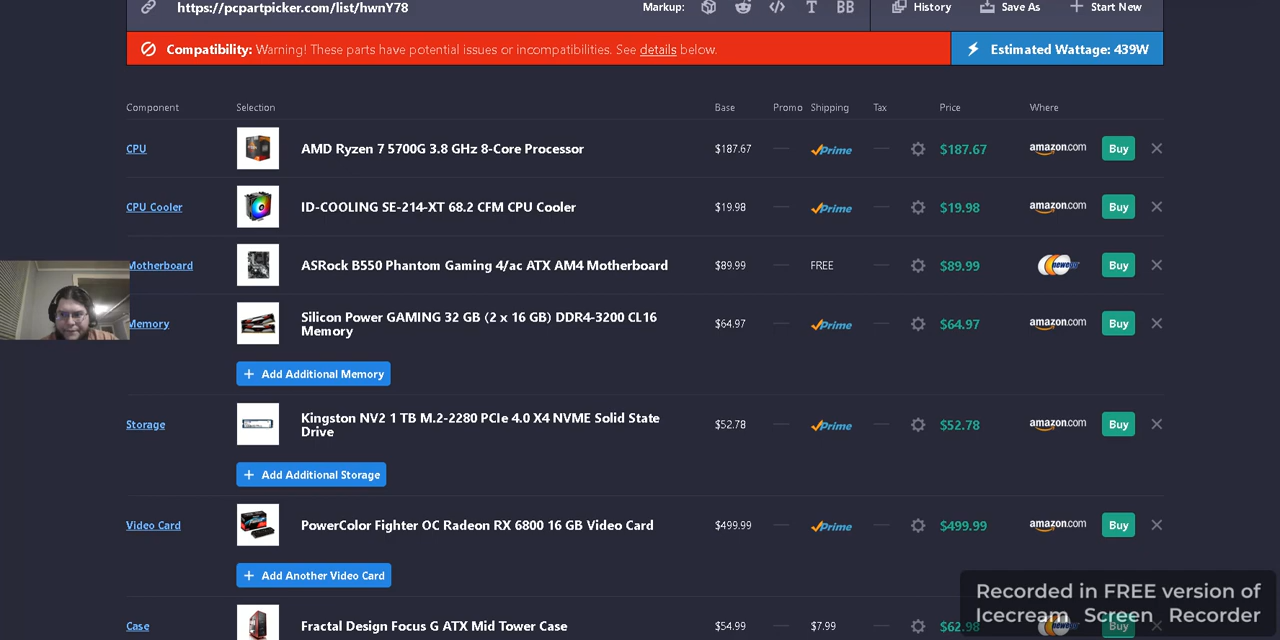 https://pcpartpicker.com/list/hwnY78 Markup: T BB History Save As Start New
Compatibility: Warning! These parts have potential issues or incompatibilities. See details below. Estimated Wattage: 439W
Component Selection Base Promo Shipping Tax Price Where
CPU AMD Ryzen 7 5700G 3.8 GHz 8-Core Processor $187.67 — Prime — $187.67 amazon.com Buy
CPU Cooler ID-COOLING SE-214-XT 68.2 CFM CPU Cooler $19.98 — Prime — $19.98 amazon.com Buy
Motherboard ASRock B550 Phantom Gaming 4/ac ATX AM4 Motherboard $89.99 — FREE — $89.99 newegg Buy
Memory Silicon Power GAMING 32 GB (2 x 16 GB) DDR4-3200 CL16 $64.97 — Prime — $64.97 amazon.com Buy
Memory
+ Add Additional Memory
Storage Kingston NV2 1 TB M.2-2280 PCIe 4.0 X4 NVME Solid State $52.78 — Prime — $52.78 amazon.com Buy
Drive
+ Add Additional Storage
Video Card PowerColor Fighter OC Radeon RX 6800 16 GB Video Card $499.99 — Prime — $499.99 amazon.com Buy
+ Add Another Video Card
Case Fractal Design Focus G ATX Mid Tower Case $54.99 — $7.99 — $62.98 Buy
Recorded in FREE version of
Icecream Screen Recorder